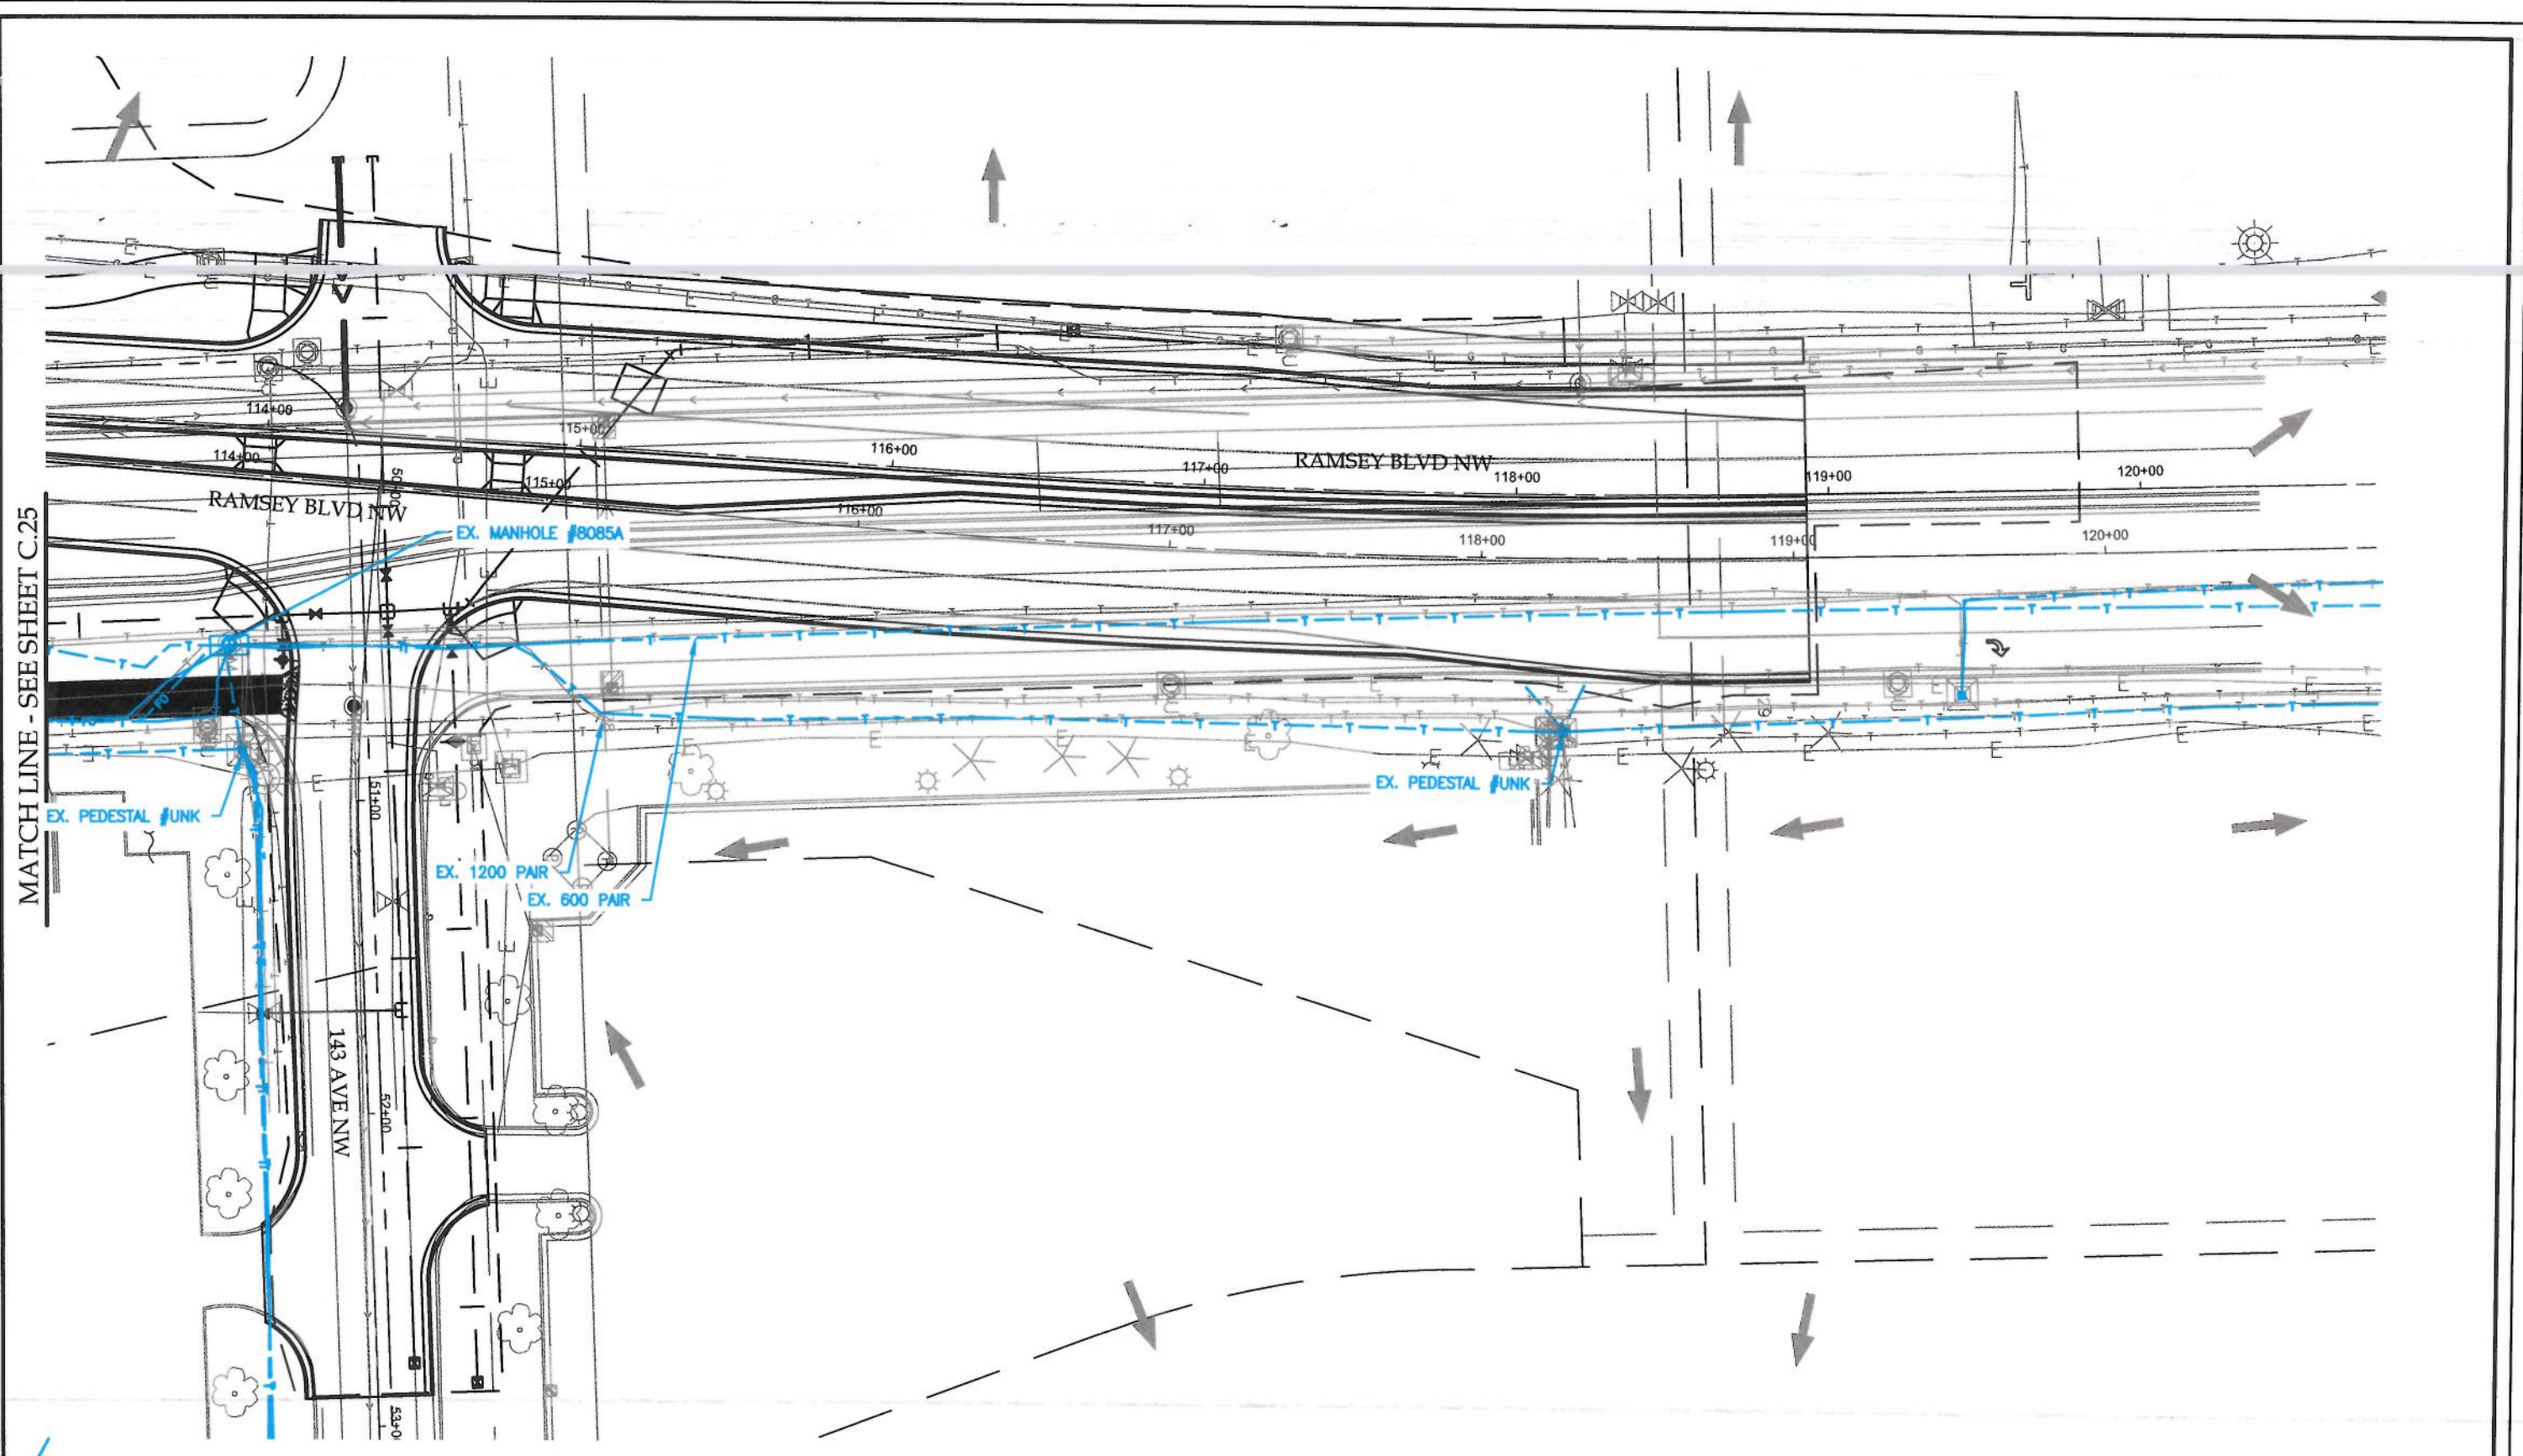 114+00
115+00
116+00
117+00
RAMSEY BLVD NW
118+00
119+00
120+00
114+00
115+00
116+00
117+00
118+00
119+00
120+00
RAMSEY BLVD NW
MATCH LINE - SEE SHEET C.25
EX. MANHOLE #8085A
FO
FO
EX. PEDESTAL #UNK
EX. PEDESTAL #UNK
EX. 1200 PAIR
EX. 600 PAIR
29
51+00
143 AVE NW
52+00